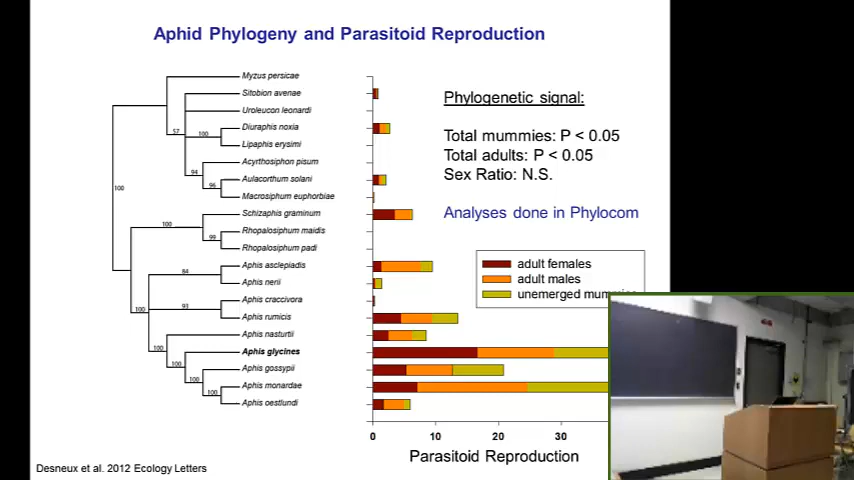 Aphid Phylogeny and Parasitoid Reproduction
Myzus persicae
Sitobion avenae
Uroleucon leonardi
Diuraphis noxia
Lipaphis erysimi
Acyrthosiphon pisum
Aulacorthum solani
Macrosiphum euphorbiae
Schizaphis graminum
Rhopalosiphum maidis
Rhopalosiphum padi
Aphis asclepiadis
Aphis nerii
Aphis craccivora
Aphis rumicis
Aphis nasturtii
Aphis glycines
Aphis gossypii
Aphis monardae
Aphis oestlundi
57
100
94
96
100
100
99
84
93
100
100
100
100
100
Phylogenetic signal:
Total mummies: P < 0.05
Total adults: P < 0.05
Sex Ratio: N.S.
Analyses done in Phylocom
adult females
adult males
unemerged
0 10 20 30
Parasitoid Reproduction
Desneux et al. 2012 Ecology Letters